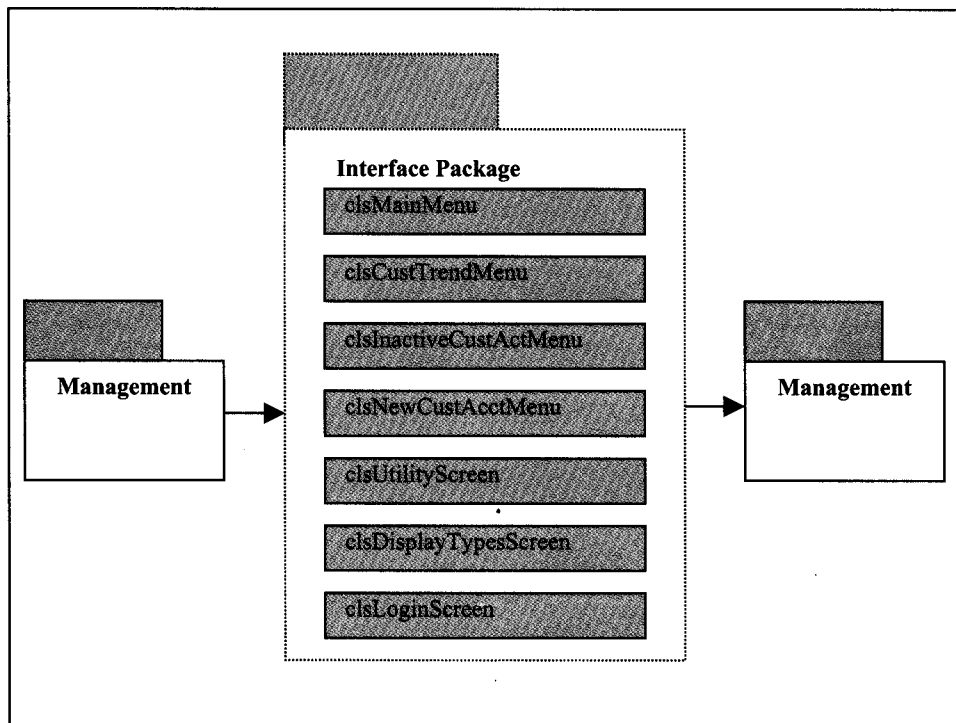 Interface Package
clsMainMenu
clsCustTrendMenu
clsInactiveCustActMenu
clsNewCustAcctMenu
clsUtilityScreen
clsDisplayTypesScreen
clsLoginScreen
Management
Management